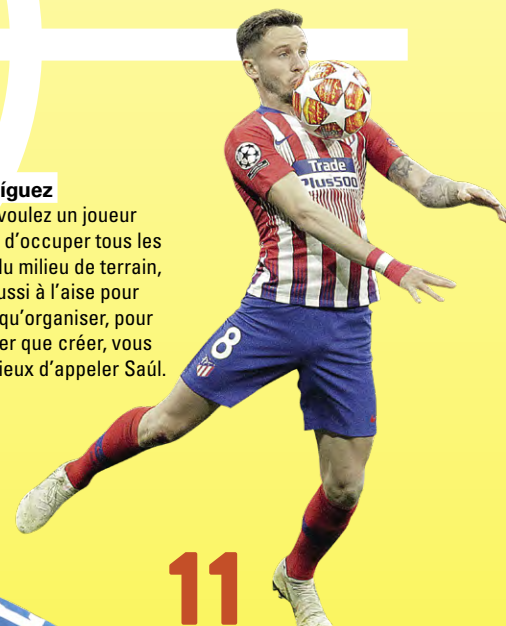 íguez
voulez un joueur
d’occuper tous les
du milieu de terrain,
ussi à l’aise pour
qu’organiser, pour
er que créer, vous
ieux d’appeler Saúl.
Trade
Plus500
8
11